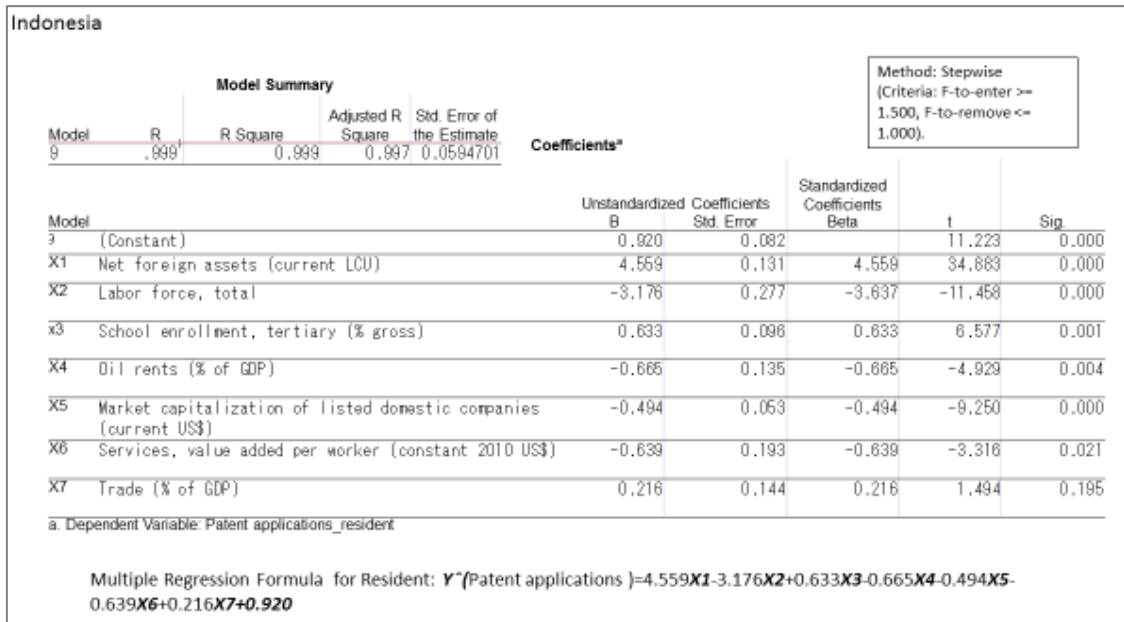 Indonesia
Method: Stepwise
(Criteria: F-to-enter >=
1.500, F-to-remove <=
1.000).
Model Summary
Model R R Square Adjusted R Square Std. Error of the Estimate
9 .999 0.999 0.997 0.0594701
Coefficientsª
Model Unstandardized Coefficients B Std. Error Standardized Coefficients Beta t Sig.
9 (Constant) 0.920 0.082 11.223 0.000
X1 Net foreign assets (current LCU) 4.559 0.131 4.559 34.883 0.000
X2 Labor force, total -3.176 0.277 -3.637 -11.458 0.000
x3 School enrollment, tertiary (% gross) 0.633 0.096 0.633 6.577 0.001
X4 Oil rents (% of GDP) -0.665 0.135 -0.665 -4.929 0.004
X5 Market capitalization of listed domestic companies -0.494 0.053 -0.494 -9.250 0.000
(current US$)
X6 Services, value added per worker (constant 2010 US$) -0.639 0.193 -0.639 -3.316 0.021
X7 Trade (% of GDP) 0.216 0.144 0.216 1.494 0.195
a. Dependent Variable: Patent applications_resident
Multiple Regression Formula for Resident: Yˆ(Patent applications )=4.559X1-3.176X2+0.633X3-0.665X4-0.494X5-
0.639X6+0.216X7+0.920